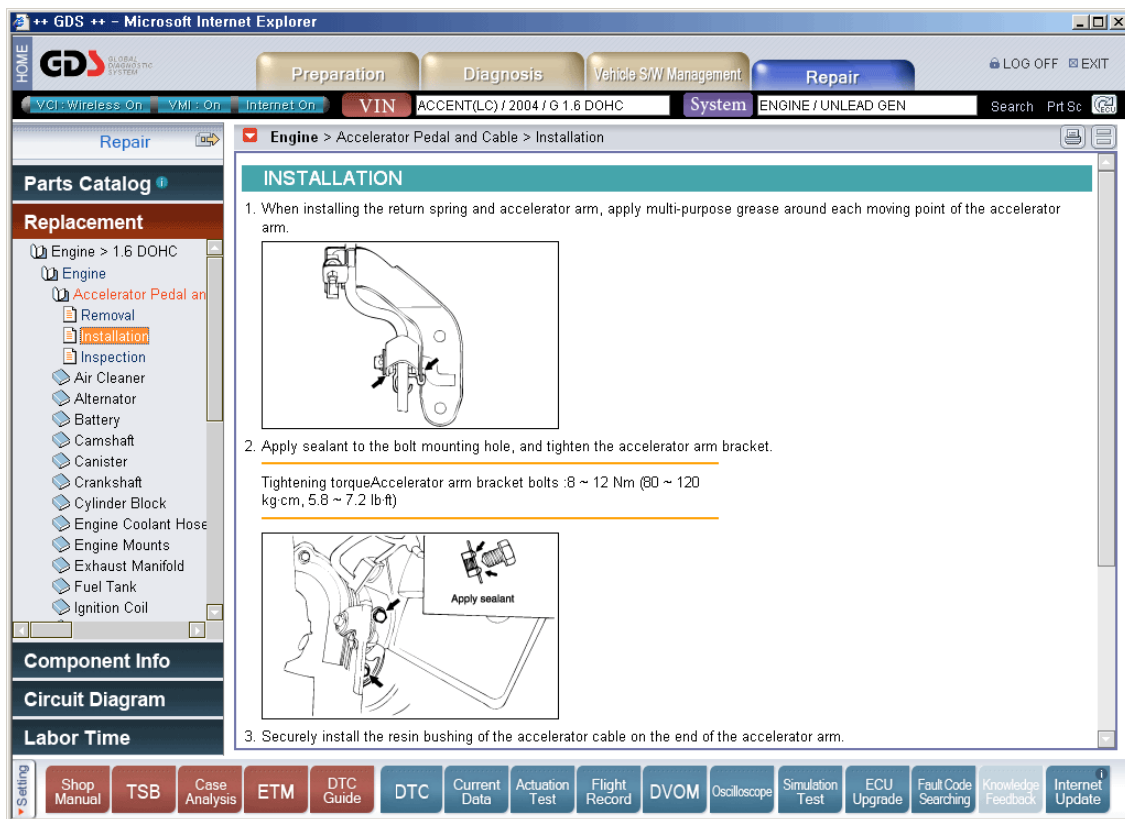 ++ GDS ++ - Microsoft Internet Explorer
HOME
GDS GLOBAL DIAGNOSTIC SYSTEM
Preparation
Diagnosis
Vehicle S/W Management
Repair
LOG OFF
EXIT
VCI : Wireless On
VMI : On
Internet On
VIN
ACCENT(LC) / 2004 / G 1.6 DOHC
System
ENGINE / UNLEAD GEN
Search
Prt Sc
ECU
Repair
Engine > Accelerator Pedal and Cable > Installation
Parts Catalog i
Replacement
Engine > 1.6 DOHC
Engine
Accelerator Pedal an
Removal
Installation
Inspection
Air Cleaner
Alternator
Battery
Camshaft
Canister
Crankshaft
Cylinder Block
Engine Coolant Hose
Engine Mounts
Exhaust Manifold
Fuel Tank
Ignition Coil
Component Info
Circuit Diagram
Labor Time
INSTALLATION
1. When installing the return spring and accelerator arm, apply multi-purpose grease around each moving point of the accelerator
arm.
2. Apply sealant to the bolt mounting hole, and tighten the accelerator arm bracket.
Tightening torqueAccelerator arm bracket bolts :8 ~ 12 Nm (80 ~ 120
kg·cm, 5.8 ~ 7.2 lb·ft)
Apply sealant
3. Securely install the resin bushing of the accelerator cable on the end of the accelerator arm.
Setting
Shop
Manual
TSB
Case
Analysis
ETM
DTC
Guide
DTC
Current
Data
Actuation
Test
Flight
Record
DVOM
Oscilloscope
Simulation
Test
ECU
Upgrade
Fault Code
Searching
Knowledge
Feedback
Internet
Update
i